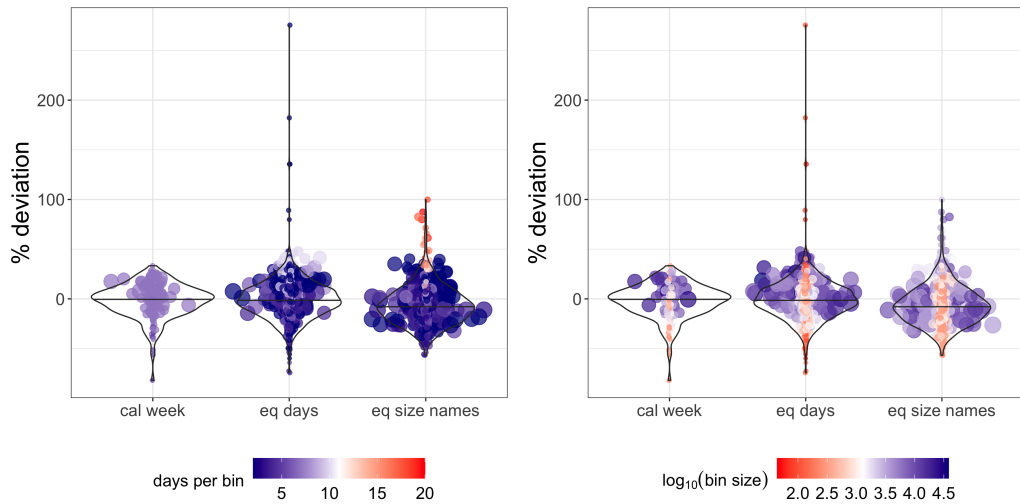 % deviation
200
100
0
cal week
eq days
eq size names
days per bin
5
10
15
20
% deviation
200
100
0
cal week
eq days
eq size names
log₁₀(bin size)
2.0
2.5
3.0
3.5
4.0
4.5